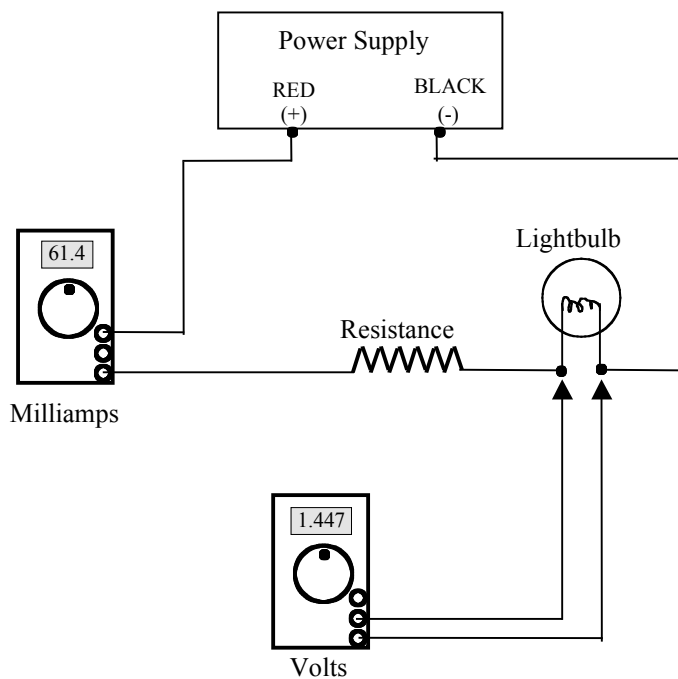 Power Supply
RED
(+)
BLACK
(-)
61.4
Lightbulb
Resistance
Milliamps
1.447
Volts